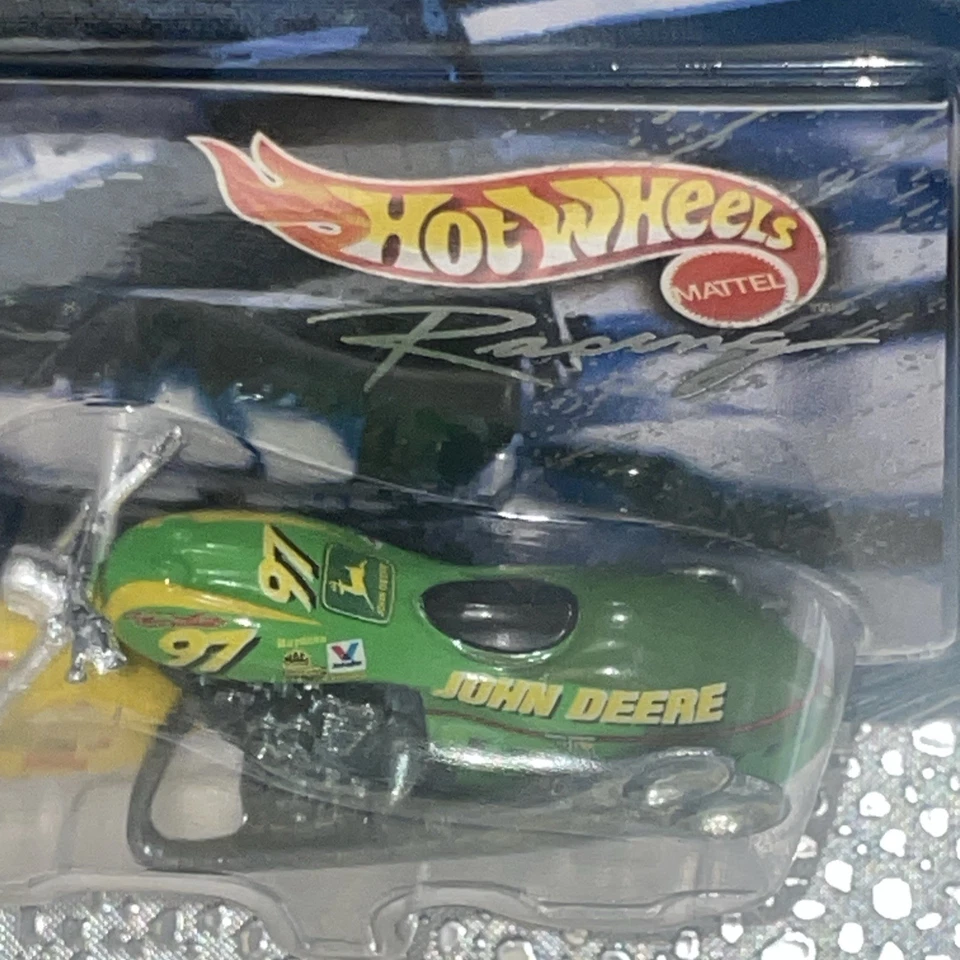 HOT WHEELS
MATTEL
Racing
97
JOHN DEERE
97
JOHN DEERE